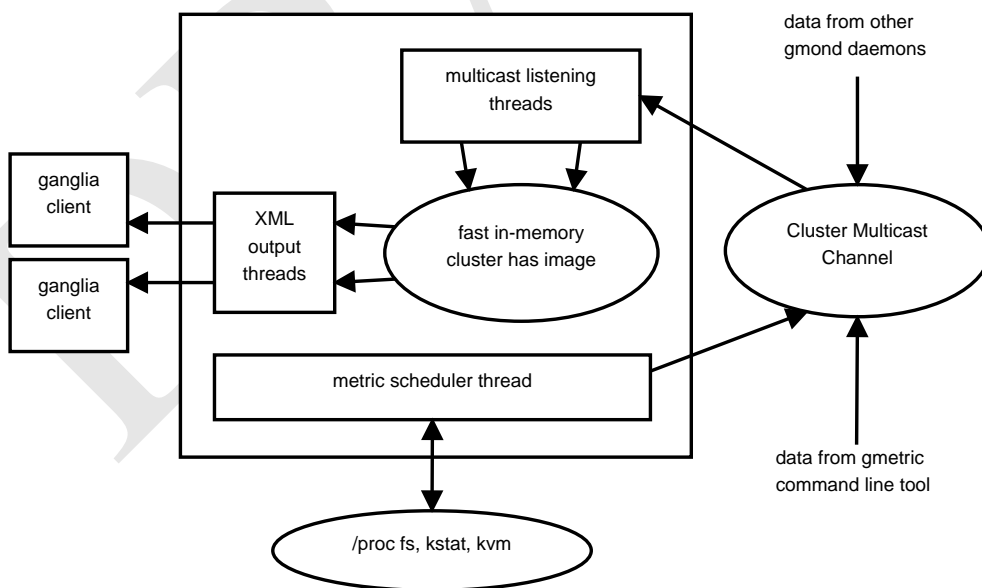 data from other
gmond daemons
multicast listening
threads
ganglia
client
XML
output
threads
fast in-memory
cluster has image
Cluster Multicast
Channel
ganglia
client
metric scheduler thread
data from gmetric
command line tool
/proc fs, kstat, kvm